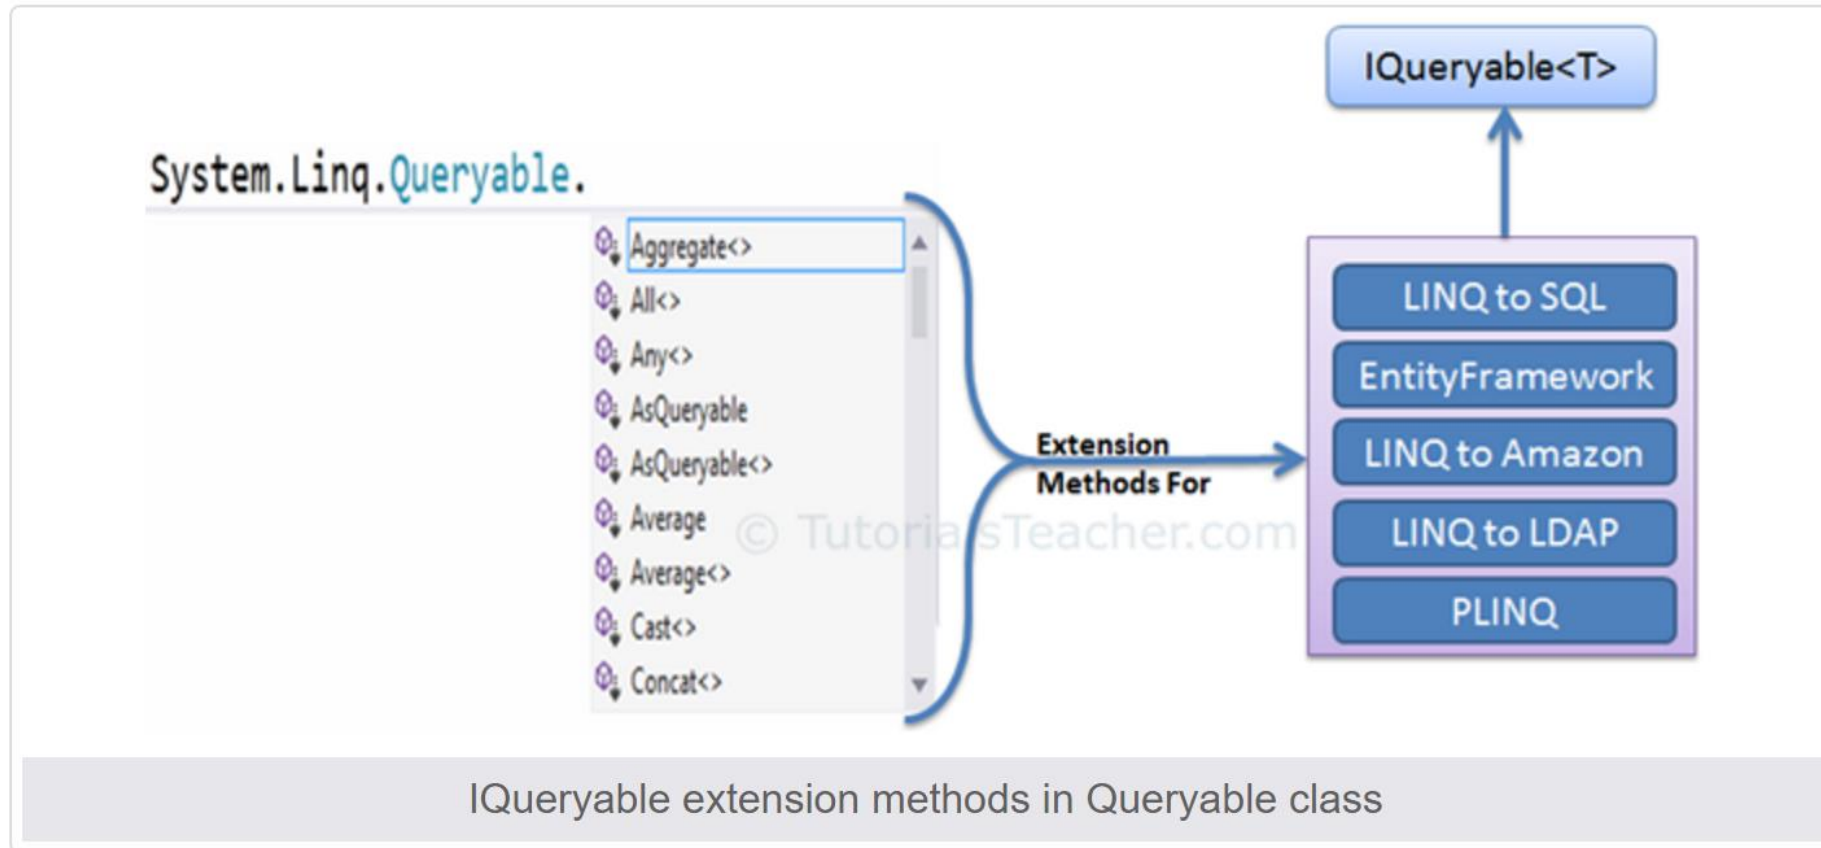 IQueryable<T>
System.Linq.Queryable.
Aggregate<>
All<>
Any<>
AsQueryable
AsQueryable<>
Average
Average<>
Cast<>
Concat<>
Extension
Methods For
© TutorialsTeacher.com
LINQ to SQL
EntityFramework
LINQ to Amazon
LINQ to LDAP
PLINQ
IQueryable extension methods in Queryable class